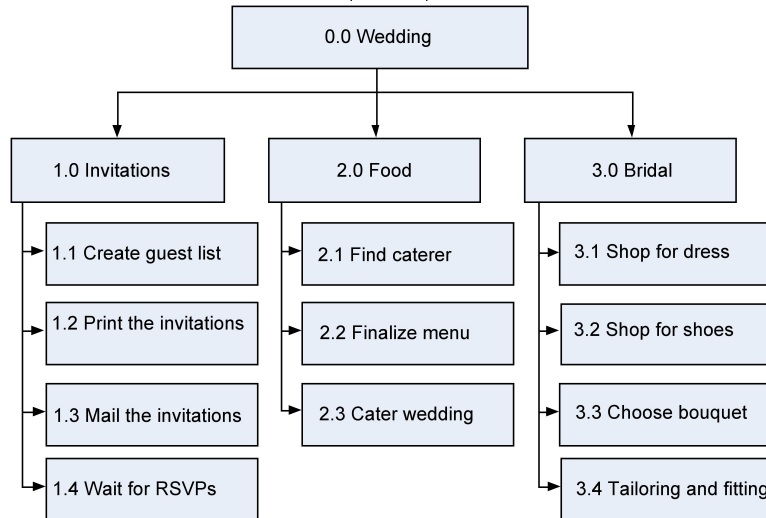 0.0 Wedding
1.0 Invitations
1.1 Create guest list
1.2 Print the invitations
1.3 Mail the invitations
1.4 Wait for RSVPs
2.0 Food
2.1 Find caterer
2.2 Finalize menu
2.3 Cater wedding
3.0 Bridal
3.1 Shop for dress
3.2 Shop for shoes
3.3 Choose bouquet
3.4 Tailoring and fitting